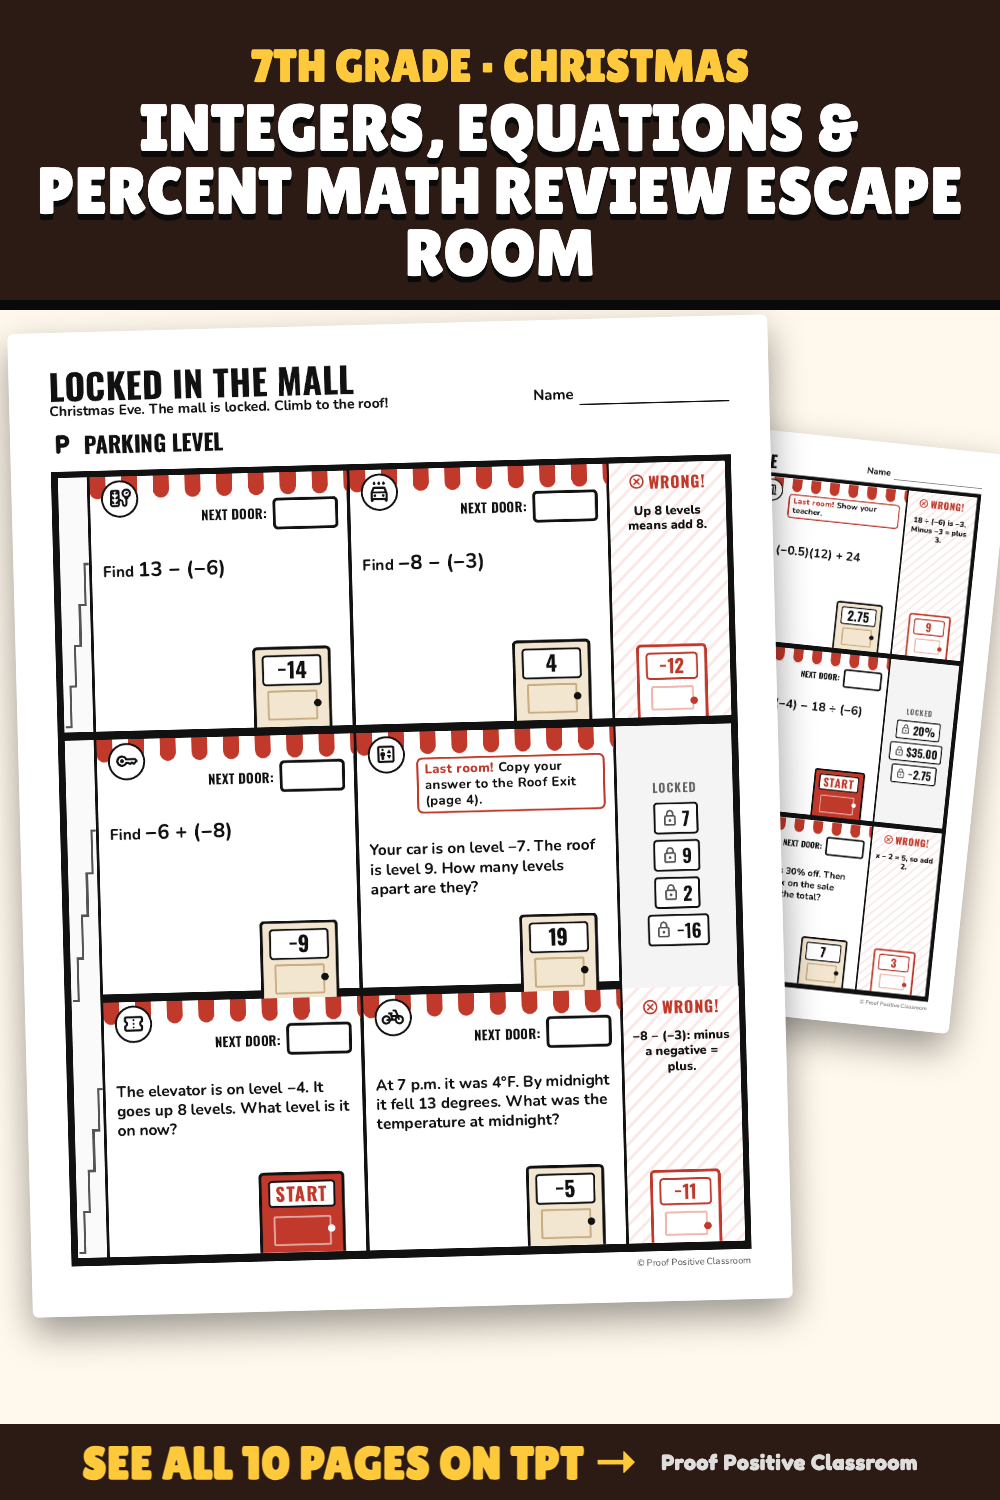 7TH GRADE · CHRISTMAS
INTEGERS, EQUATIONS &
PERCENT MATH REVIEW ESCAPE
ROOM
LOCKED IN THE MALL
Christmas Eve. The mall is locked. Climb to the roof!
Name
P PARKING LEVEL
NEXT DOOR:
Find 13 − (−6)
−14
NEXT DOOR:
Find −8 − (−3)
4
WRONG!
Up 8 levels
means add 8.
−12
NEXT DOOR:
Find −6 + (−8)
−9
Last room! Copy your
answer to the Roof Exit
(page 4).
Your car is on level −7. The roof
is level 9. How many levels
apart are they?
19
LOCKED
7
9
2
−16
NEXT DOOR:
The elevator is on level −4. It
goes up 8 levels. What level is it
on now?
START
NEXT DOOR:
At 7 p.m. it was 4°F. By midnight
it fell 13 degrees. What was the
temperature at midnight?
−5
WRONG!
−8 − (−3): minus
a negative =
plus.
−11
© Proof Positive Classroom
Name
Last room! Show your
teacher.
(−0.5)(12) + 24
2.75
WRONG!
18 ÷ (−6) is −3.
Minus −3 = plus
3.
9
NEXT DOOR:
−4) − 18 ÷ (−6)
START
LOCKED
20%
$35.00
−2.75
NEXT DOOR:
30% off. Then
on the sale
the total?
7
WRONG!
x − 2 = 5, so add
2.
3
© Proof Positive Classroom
SEE ALL 10 PAGES ON TPT →
Proof Positive Classroom